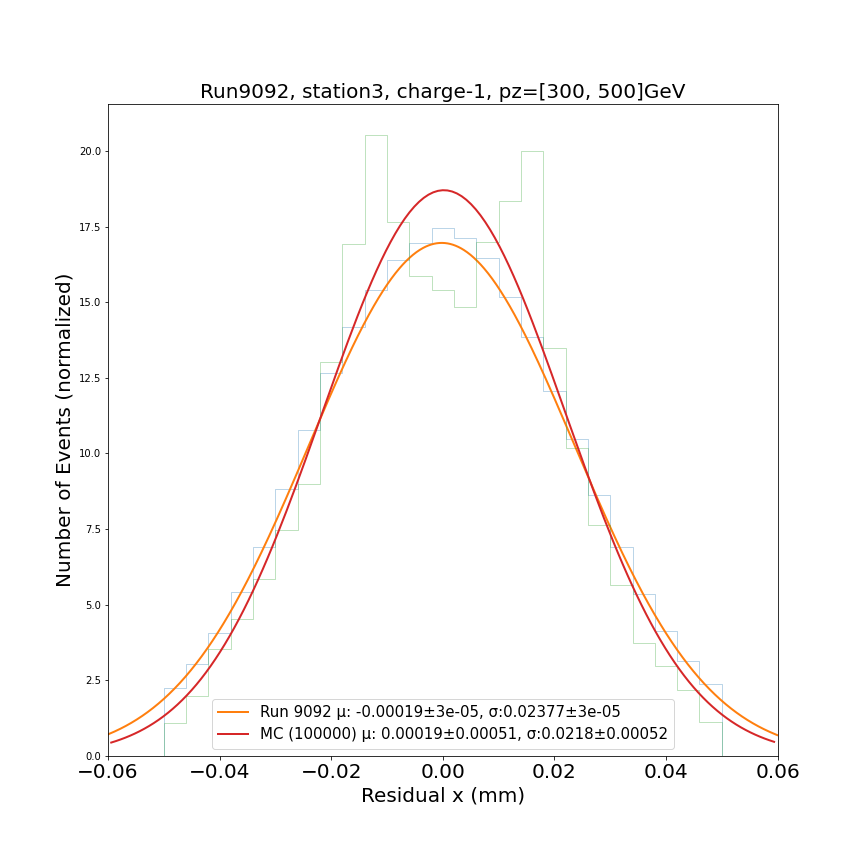 Run9092, station3, charge-1, pz=[300, 500]GeV
Number of Events (normalized)
20.0
17.5
15.0
12.5
10.0
7.5
5.0
2.5
0.0
Run 9092 μ: -0.00019±3e-05, σ:0.02377±3e-05
MC (100000) μ: 0.00019±0.00051, σ:0.0218±0.00052
−0.06 −0.04 −0.02 0.00 0.02 0.04 0.06
Residual x (mm)